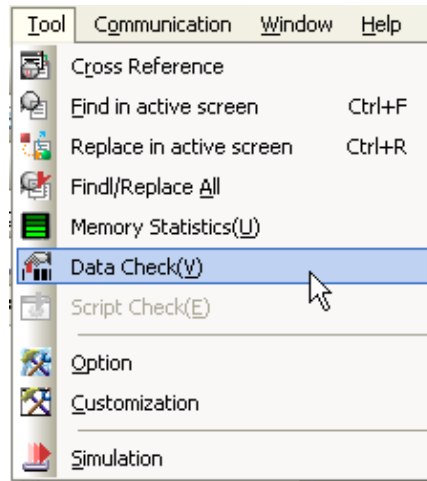 Tool Communication Window Help
Cross Reference
Find in active screen Ctrl+F
Replace in active screen Ctrl+R
Findl/Replace All
Memory Statistics(U)
Data Check(V)
Script Check(E)
Option
Customization
Simulation